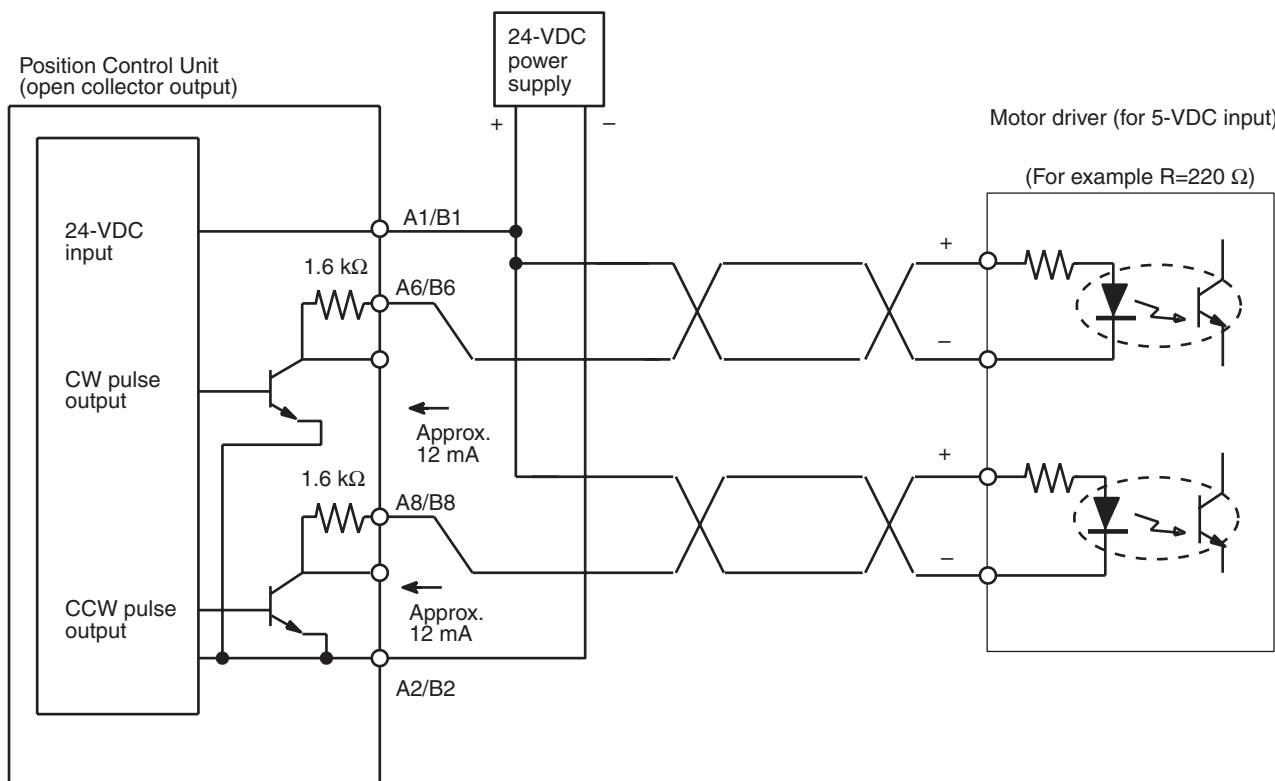 24-VDC
power
supply
Position Control Unit
(open collector output)
+
–
Motor driver (for 5-VDC input)
(For example R=220 Ω)
24-VDC
input
A1/B1
1.6 kΩ
A6/B6
+
–
CW pulse
output
Approx.
12 mA
1.6 kΩ
A8/B8
+
–
CCW pulse
output
Approx.
12 mA
A2/B2